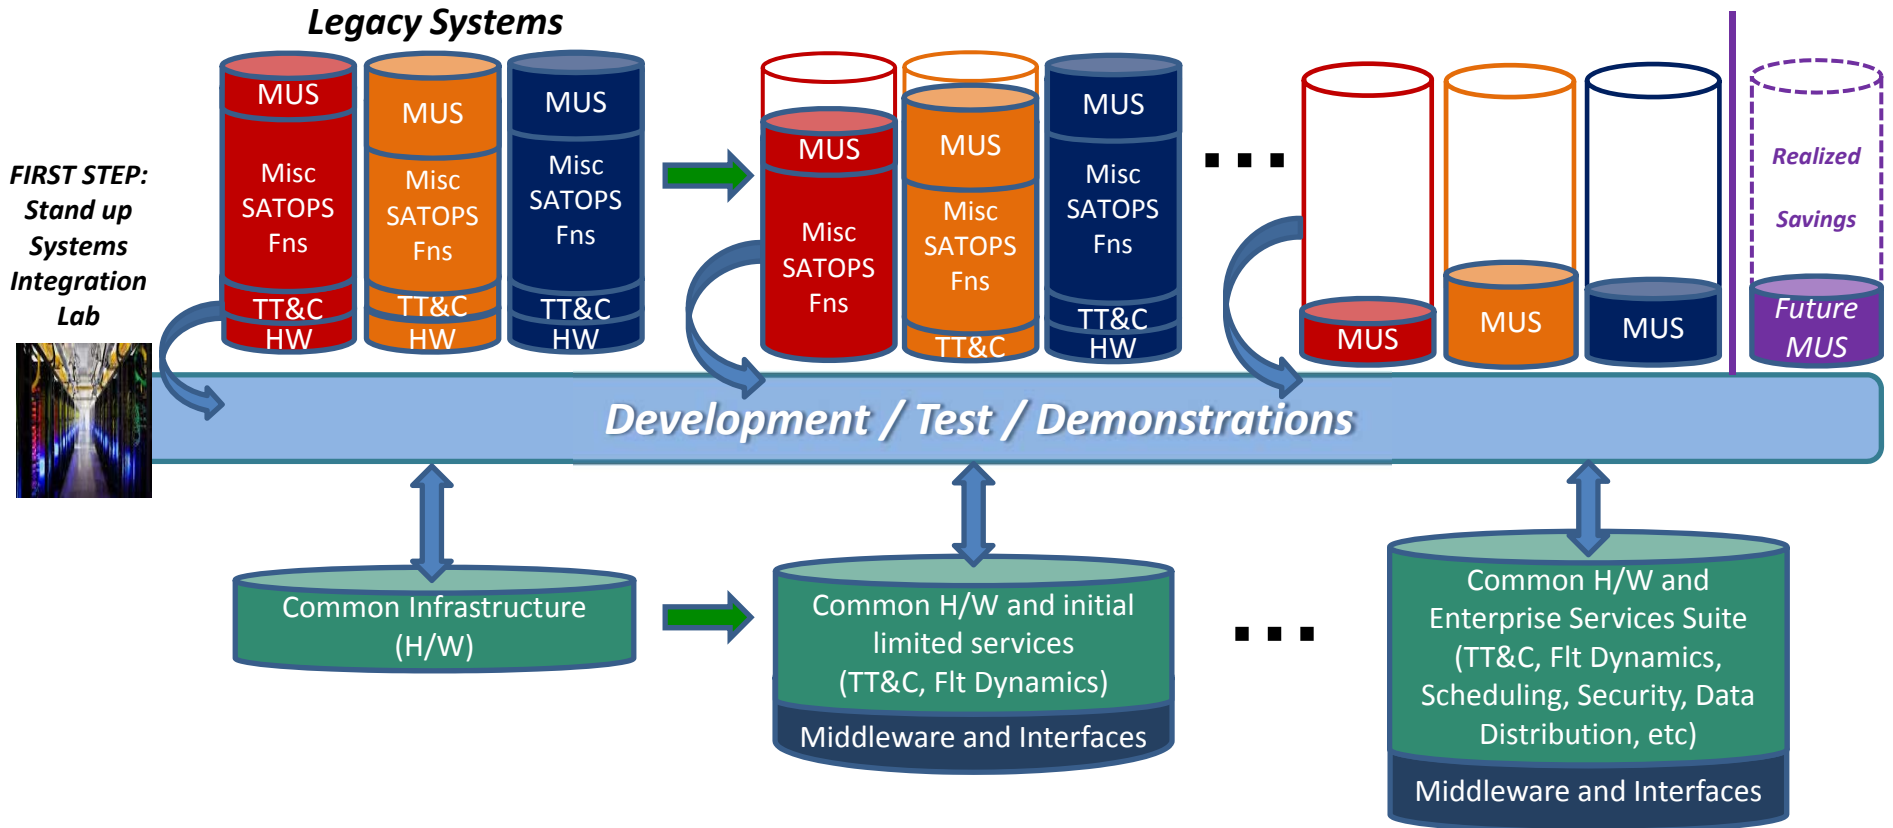 Legacy Systems
FIRST STEP:
Stand up
Systems
Integration
Lab
MUS
Misc
SATOPS
Fns
TT&C
HW
MUS
Misc
SATOPS
Fns
TT&C
HW
MUS
Misc
SATOPS
Fns
TT&C
HW
MUS
Misc
SATOPS
Fns
MUS
Misc
SATOPS
Fns
TT&C
MUS
Misc
SATOPS
Fns
TT&C
HW
MUS
MUS
MUS
Realized
Savings
Future
MUS
Development / Test / Demonstrations
Common Infrastructure
(H/W)
Common H/W and initial
limited services
(TT&C, Flt Dynamics)
Middleware and Interfaces
Common H/W and
Enterprise Services Suite
(TT&C, Flt Dynamics,
Scheduling, Security, Data
Distribution, etc)
Middleware and Interfaces